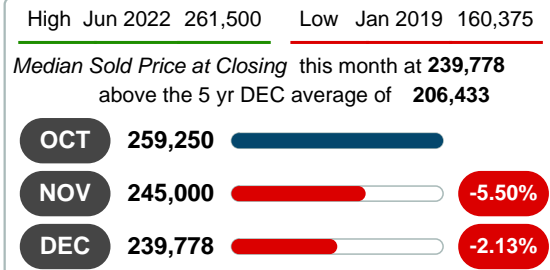 High Jun 2022 261,500 Low Jan 2019 160,375
Median Sold Price at Closing this month at 239,778
above the 5 yr DEC average of 206,433
OCT 259,250
NOV 245,000 -5.50%
DEC 239,778 -2.13%